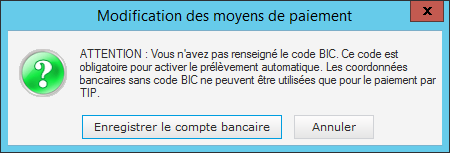 Modification des moyens de paiement
ATTENTION : Vous n'avez pas renseigné le code BIC. Ce code est
obligatoire pour activer le prélèvement automatique. Les coordonnées
bancaires sans code BIC ne peuvent être utilisées que pour le paiement par
TIP.
Enregistrer le compte bancaire
Annuler